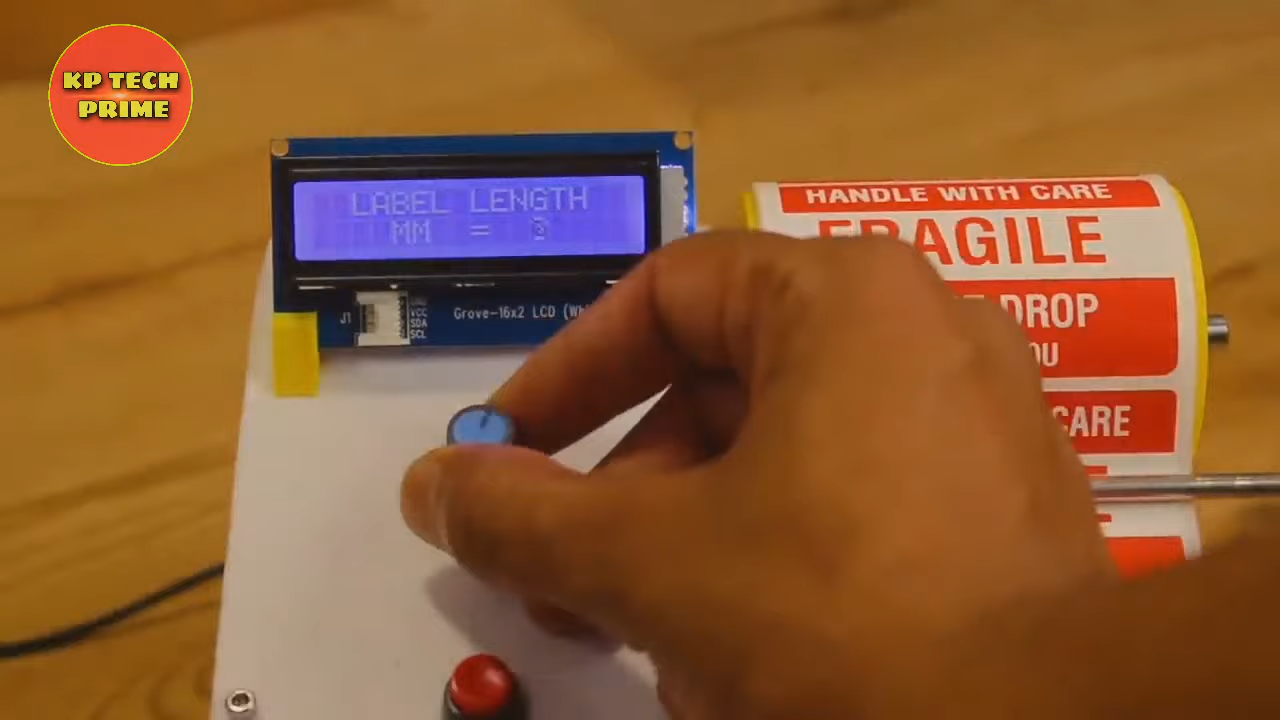 KP TECH
PRIME
LABEL LENGTH
MM =
J1
VCC
SDA
SCL
Grove-16x2 LCD
HANDLE WITH CARE
FRAGILE
DROP
CARE